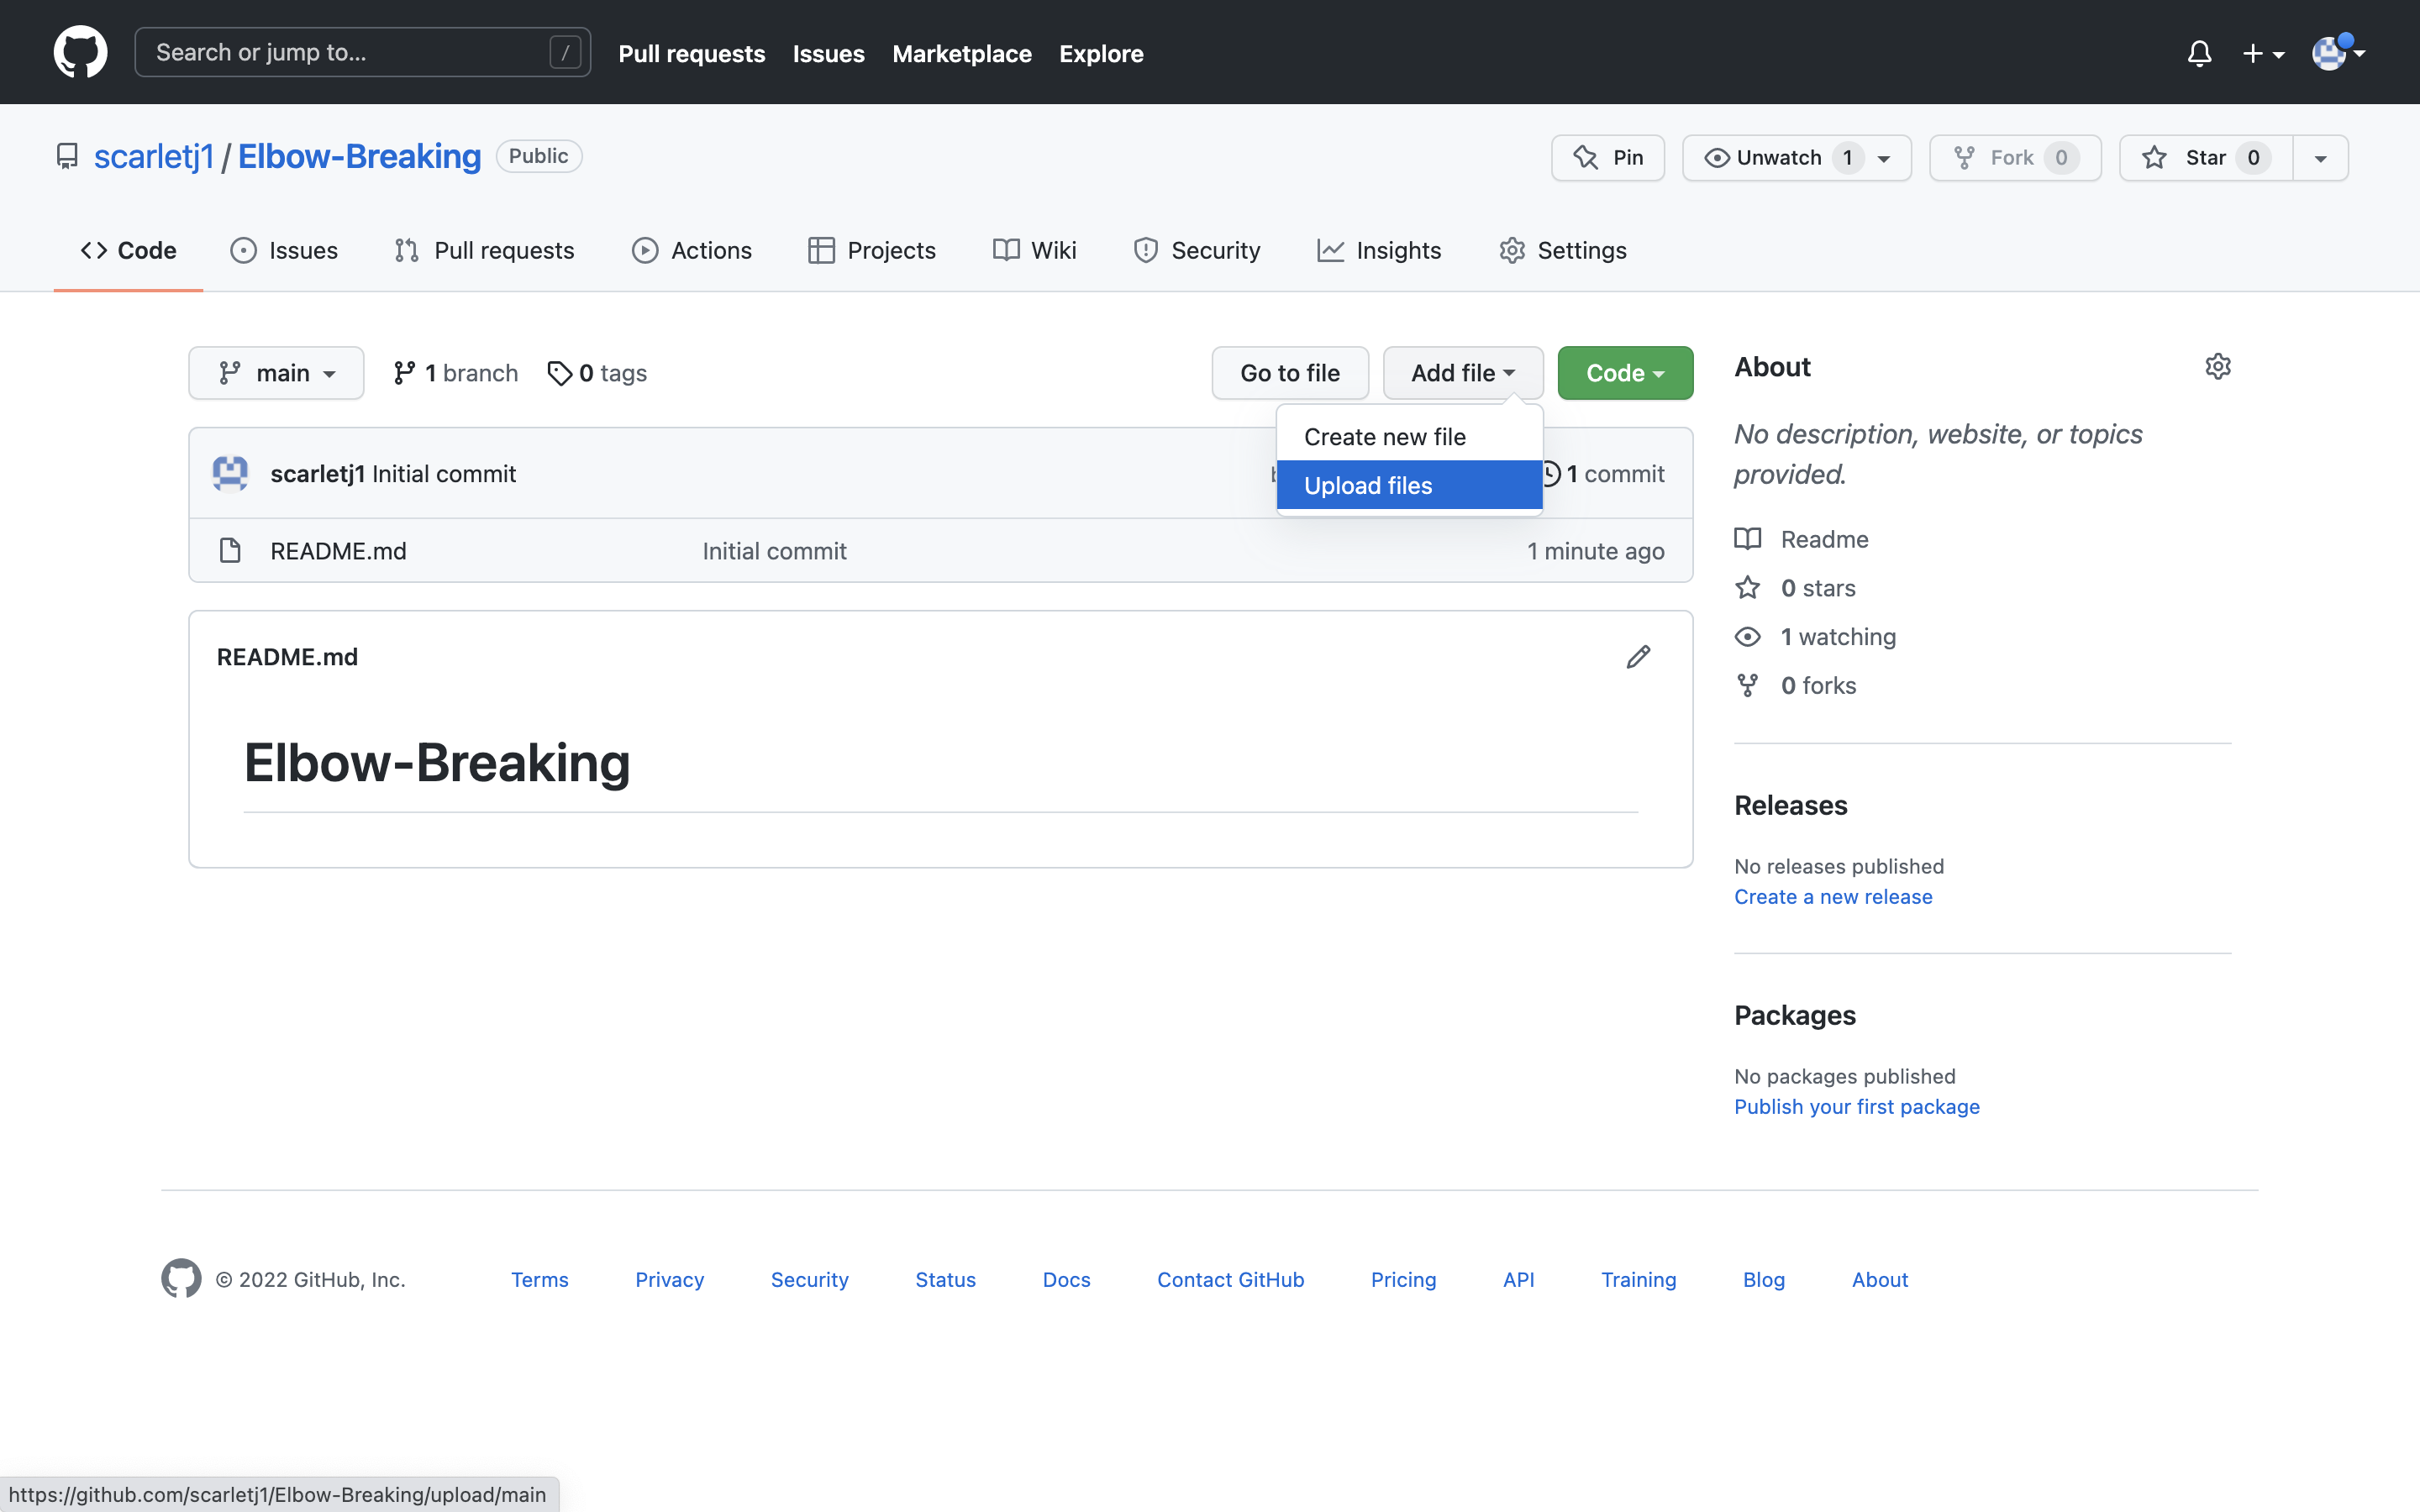 Search or jump to... /
Pull requests Issues Marketplace Explore
scarletj1 / Elbow-Breaking Public
Pin Unwatch 1 Fork 0 Star 0
Code Issues Pull requests Actions Projects Wiki Security Insights Settings
main 1 branch 0 tags
Go to file Add file Code
Create new file
Upload files
scarletj1 Initial commit
1 commit
README.md Initial commit 1 minute ago
README.md
Elbow-Breaking
About
No description, website, or topics
provided.
Readme
0 stars
1 watching
0 forks
Releases
No releases published
Create a new release
Packages
No packages published
Publish your first package
© 2022 GitHub, Inc. Terms Privacy Security Status Docs Contact GitHub Pricing API Training Blog About
https://github.com/scarletj1/Elbow-Breaking/upload/main